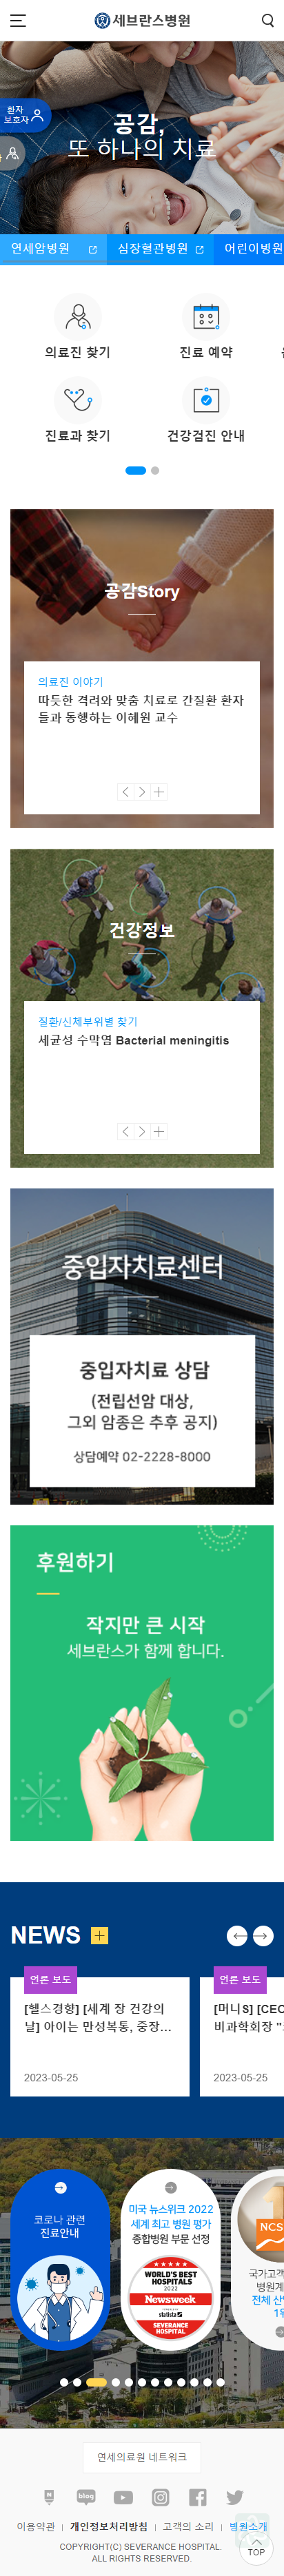 세브란스병원
환자
보호자
공감,
또 하나의 치료
연세암병원
심장혈관병원
어린이병원
의료진 찾기
진료 예약
진료과 찾기
건강검진 안내
공감Story
의료진 이야기
따듯한 격려와 맞춤 치료로 간질환 환자
들과 동행하는 이혜원 교수
건강정보
질환/신체부위별 찾기
세균성 수막염 Bacterial meningitis
중입자치료센터
중입자치료 상담
(전립선암 대상,
그외 암종은 추후 공지)
상담예약 02-2228-8000
후원하기
작지만 큰 시작
세브란스가 함께 합니다.
NEWS
언론 보도
[헬스경향] [세계 장 건강의
날] 아이는 만성복통, 중장...
2023-05-25
언론 보도
[머니S] [CEO
비과학회장 "
2023-05-25
코로나 관련
진료안내
미국 뉴스위크 2022
세계 최고 병원 평가
종합병원 부문 선정
WORLD'S BEST
HOSPITALS
2022
Newsweek
statista
SEVERANCE
HOSPITAL
NCS
국가고객
병원계
전체 산
1위
연세의료원 네트워크
blog
이용약관
개인정보처리방침
고객의 소리
병원소개
COPYRIGHT(C) SEVERANCE HOSPITAL.
ALL RIGHTS RESERVED.
TOP